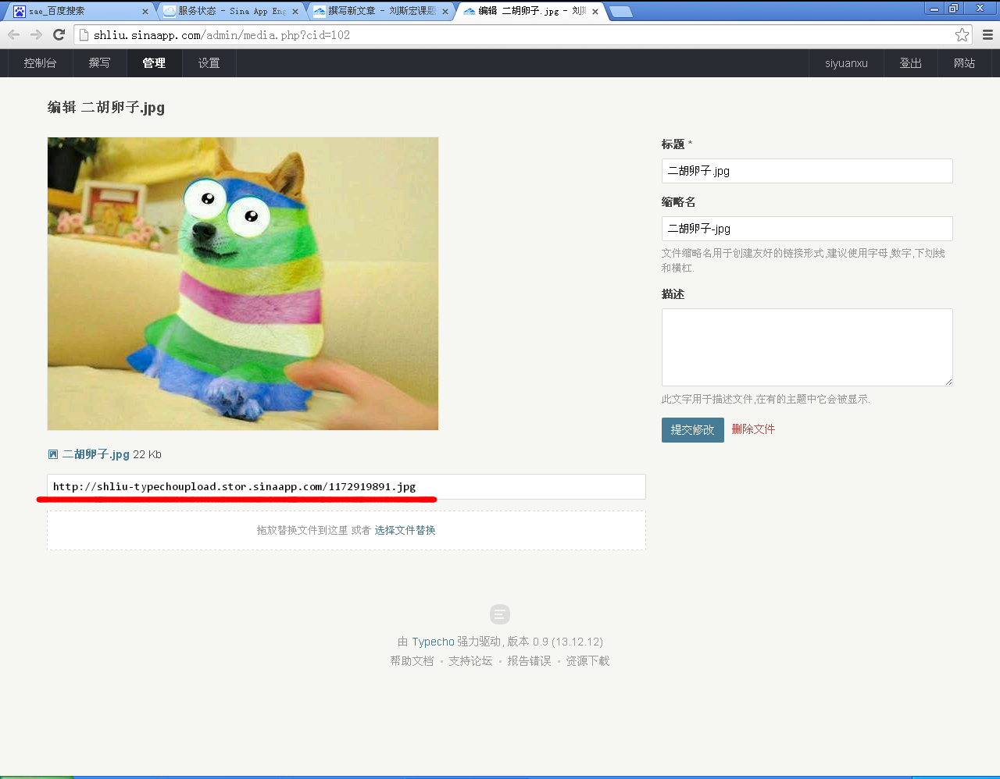 sae_百度搜索
服务状态 - Sina App Eng
撰写新文章 - 刘斯宏课题
编辑 二胡卵子.jpg - 刘斯
shliu.sinaapp.com/admin/media.php?cid=102
控制台 撰写 管理 设置 siyuanxu 登出 网站
编辑 二胡卵子.jpg
二胡卵子.jpg 22 Kb
http://shliu-typechoupload.stor.sinaapp.com/1172919891.jpg
拖放替换文件到这里 或者 选择文件替换
标题 *
二胡卵子.jpg
缩略名
二胡卵子-jpg
文件缩略名用于创建友好的链接形式,建议使用字母,数字,下划线
和横杠.
描述
此文字用于描述文件,在有的主题中它会被显示.
提交修改 删除文件
由 Typecho 强力驱动, 版本 0.9 (13.12.12)
帮助文档 • 支持论坛 • 报告错误 • 资源下载